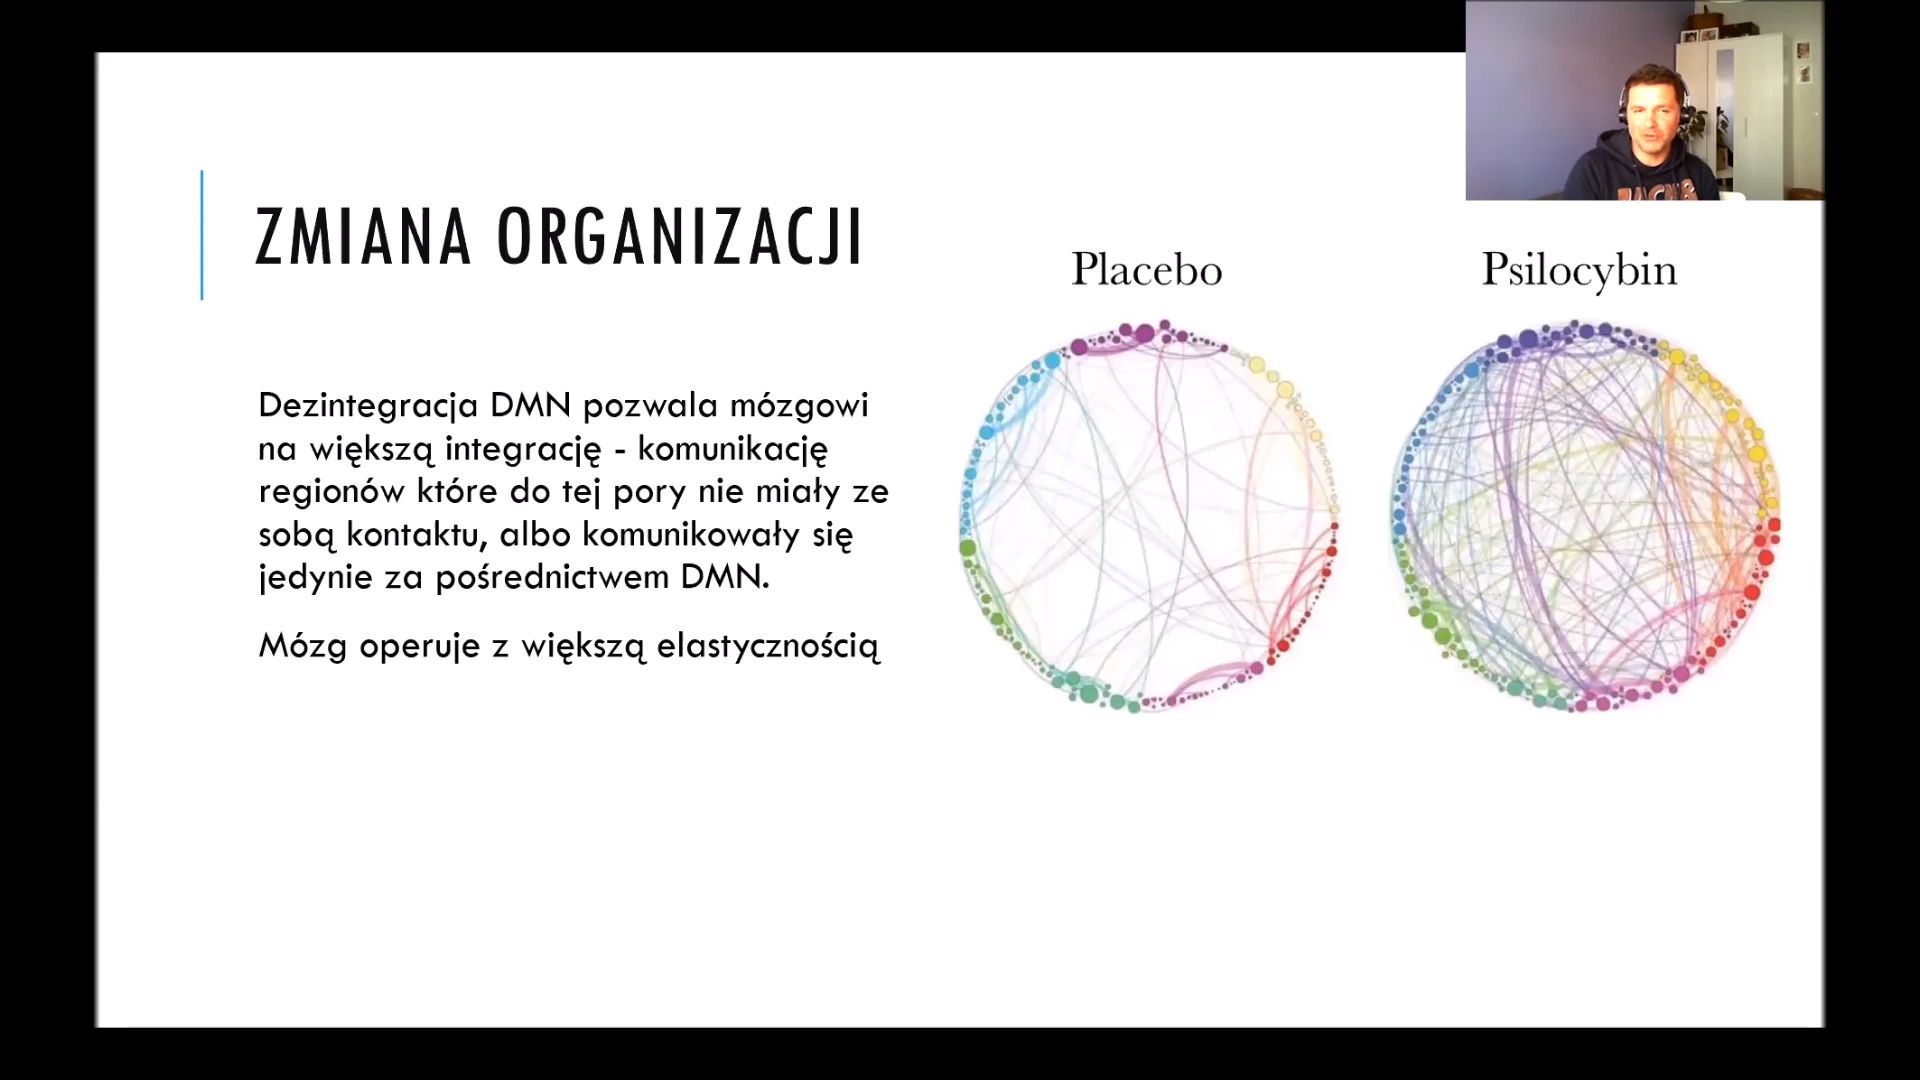 ZMIANA ORGANIZACJI
Placebo
Psilocybin
Dezintegracja DMN pozwala mózgowi
na większą integrację - komunikację
regionów które do tej pory nie miały ze
sobą kontaktu, albo komunikowały się
jedynie za pośrednictwem DMN.
Mózg operuje z większą elastycznością